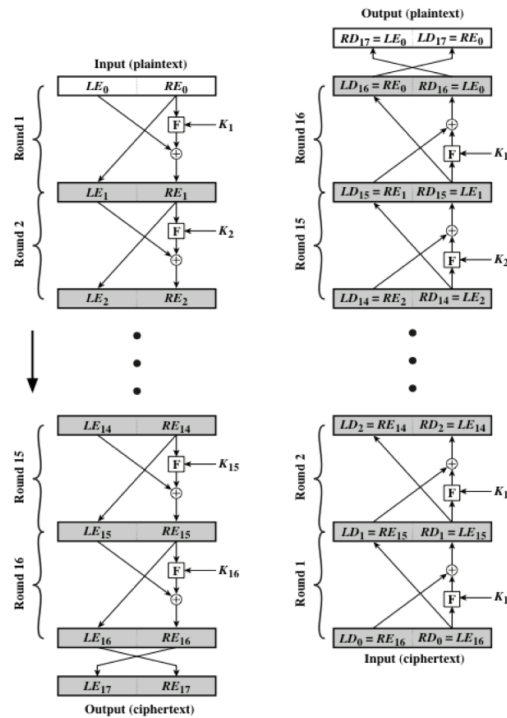 Input (plaintext)
LE0 RE0
Round 1
F
K1
LE1 RE1
Round 2
F
K2
LE2 RE2
LE14 RE14
Round 15
F
K15
LE15 RE15
Round 16
F
K16
LE16 RE16
LE17 RE17
Output (ciphertext)
Output (plaintext)
RD17 = LE0 LD17 = RE0
LD16 = RE0 RD16 = LE0
Round 16
F
K1
LD15 = RE1 RD15 = LE1
Round 15
F
K2
LD14 = RE2 RD14 = LE2
LD2 = RE14 RD2 = LE14
Round 2
F
K1
LD1 = RE15 RD1 = LE15
Round 1
F
K1
LD0 = RE16 RD0 = LE16
Input (ciphertext)